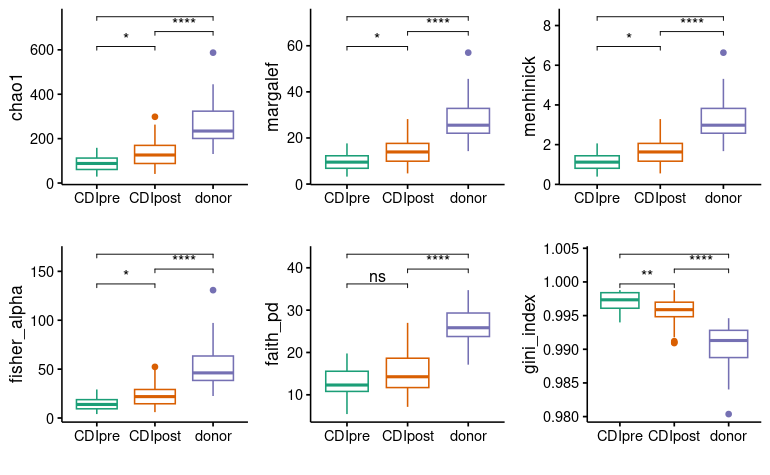 chao1
600
400
200
0
*
****
CDIpre CDIpost donor
margalef
60
40
20
0
*
****
CDIpre CDIpost donor
menhinick
8
6
4
2
0
*
****
CDIpre CDIpost donor
fisher_alpha
150
100
50
0
*
****
CDIpre CDIpost donor
faith_pd
40
30
20
10
ns
****
CDIpre CDIpost donor
gini_index
1.005
1.000
0.995
0.990
0.985
0.980
**
****
CDIpre CDIpost donor